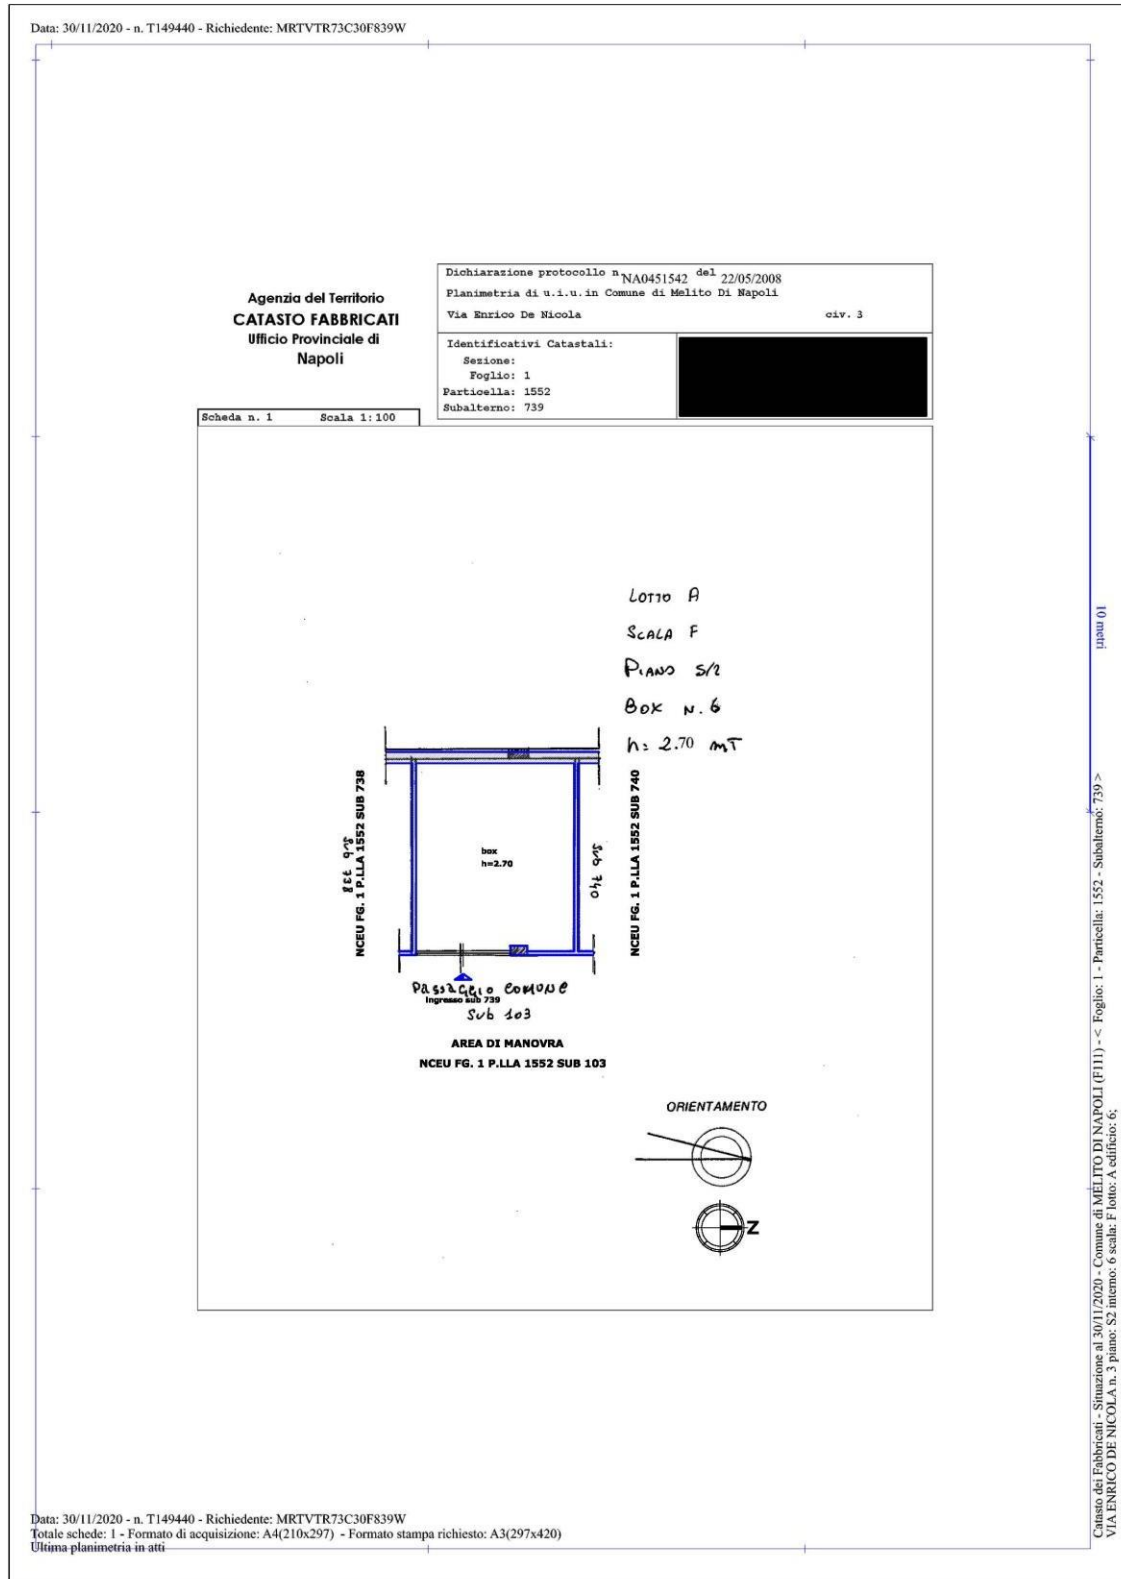 Data: 30/11/2020 - n. T149440 - Richiedente: MRTVTR73C30F839W
Agenzia del Territorio
CATASTO FABBRICATI
Ufficio Provinciale di
Napoli
Dichiarazione protocollo n. NA0451542 del 22/05/2008
Planimetria di u.i.u. in Comune di Melito Di Napoli
Via Enrico De Nicola civ. 3
Identificativi Catastali:
Sezione:
Foglio: 1
Particella: 1552
Subalterno: 739
Scheda n. 1 Scala 1:100
LOTTO A
SCALA F
PIANO S/2
BOX N. 6
h= 2.70 mT
NCEU FG. 1 P.LLA 1552 SUB 738
Sub 738
box
h=2.70
Sub 740
NCEU FG. 1 P.LLA 1552 SUB 740
Passaggio comune
Ingresso sub 739
Sub 103
AREA DI MANOVRA
NCEU FG. 1 P.LLA 1552 SUB 103
ORIENTAMENTO
Z
10 metri
Catasto dei Fabbricati - Situazione al 30/11/2020 - Comune di MELITO DI NAPOLI (F111) - < Foglio: 1 - Particella: 1552 - Subalterno: 739 >
VIA ENRICO DE NICOLA n. 3 piano: S2 interno: 6 scala: F lotto: A edificio: 6;
Data: 30/11/2020 - n. T149440 - Richiedente: MRTVTR73C30F839W
Totale schede: 1 - Formato di acquisizione: A4(210x297) - Formato stampa richiesto: A3(297x420)
Ultima planimetria in atti